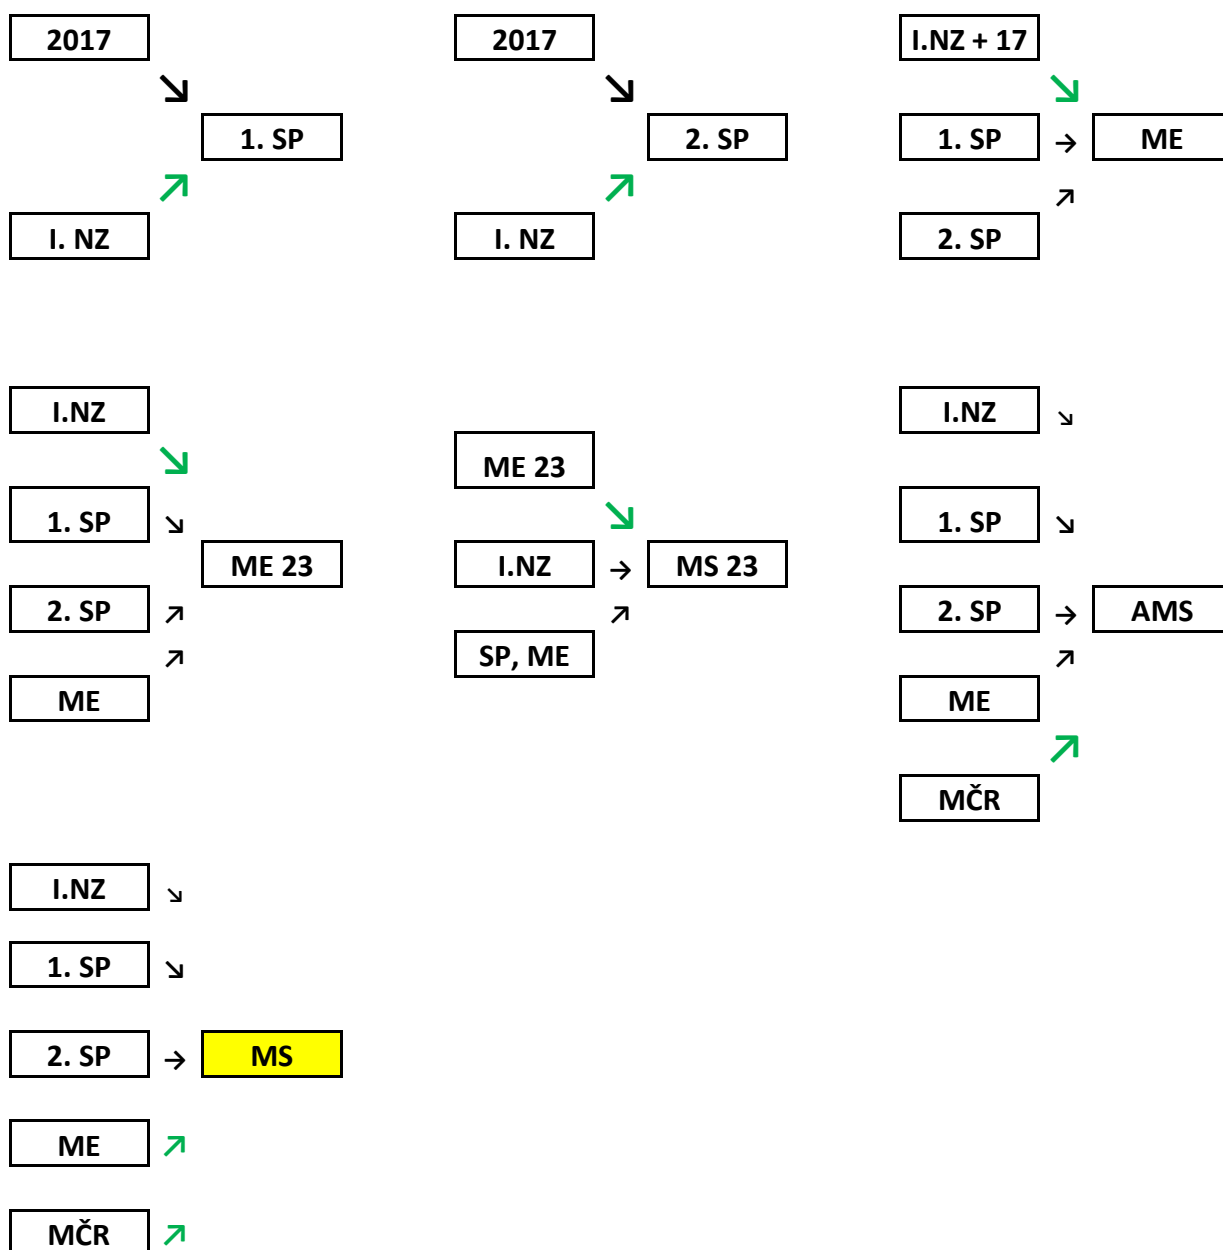 2017
1. SP
I. NZ
2017
2. SP
I. NZ
I.NZ + 17
1. SP
ME
2. SP
I.NZ
1. SP
ME 23
2. SP
ME
ME 23
I.NZ
MS 23
SP, ME
I.NZ
1. SP
2. SP
AMS
ME
MČR
I.NZ
1. SP
2. SP
MS
ME
MČR